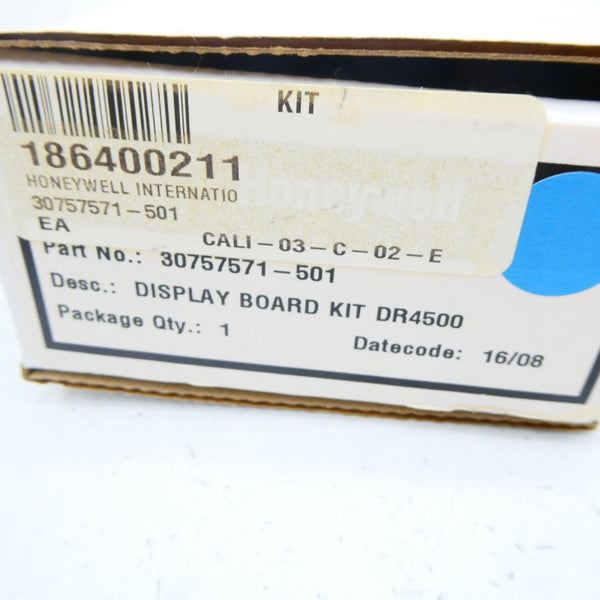 KIT
186400211
HONEYWELL INTERNATIO
Honeywell
30757571-501
EA
CALI-03-C-02-E
Part No.: 30757571-501
Desc.: DISPLAY BOARD KIT DR4500
Package Qty.: 1
Datecode: 16/08